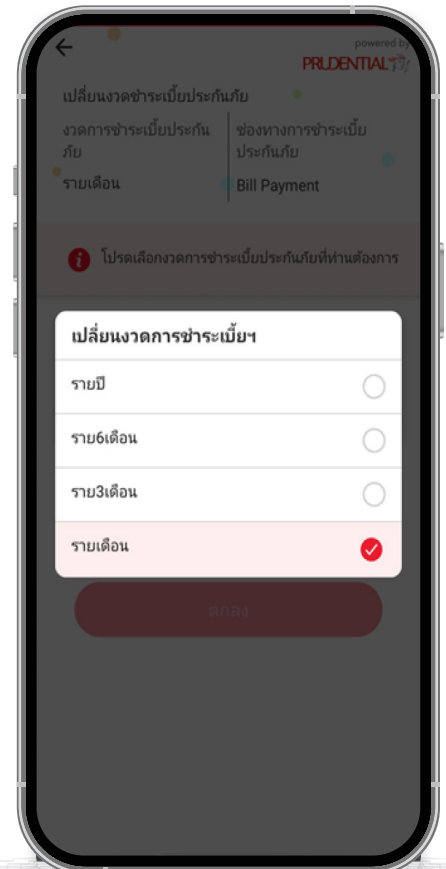 powered by
PRUDENTIAL
เปลี่ยนงวดชำระเบี้ยประกันภัย
งวดการชำระเบี้ยประกัน
ภัย
รายเดือน
ช่องทางการชำระเบี้ย
ประกันภัย
Bill Payment
โปรดเลือกงวดการชำระเบี้ยประกันภัยที่ท่านต้องการ
เปลี่ยนงวดการชำระเบี้ยฯ
รายปี
ราย6เดือน
ราย3เดือน
รายเดือน
ตกลง